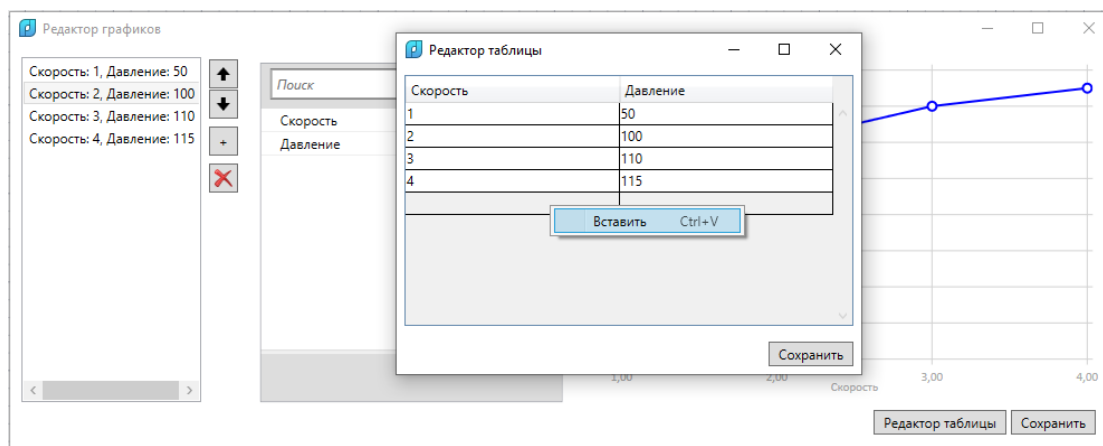 Редактор графиков
Скорость: 1, Давление: 50
Скорость: 2, Давление: 100
Скорость: 3, Давление: 110
Скорость: 4, Давление: 115
+
Поиск
Скорость
Давление
Редактор таблицы
Скорость Давление
1 50
2 100
3 110
4 115
Вставить Ctrl+V
Сохранить
1,00 2,00 3,00 4,00
Скорость
Редактор таблицы Сохранить